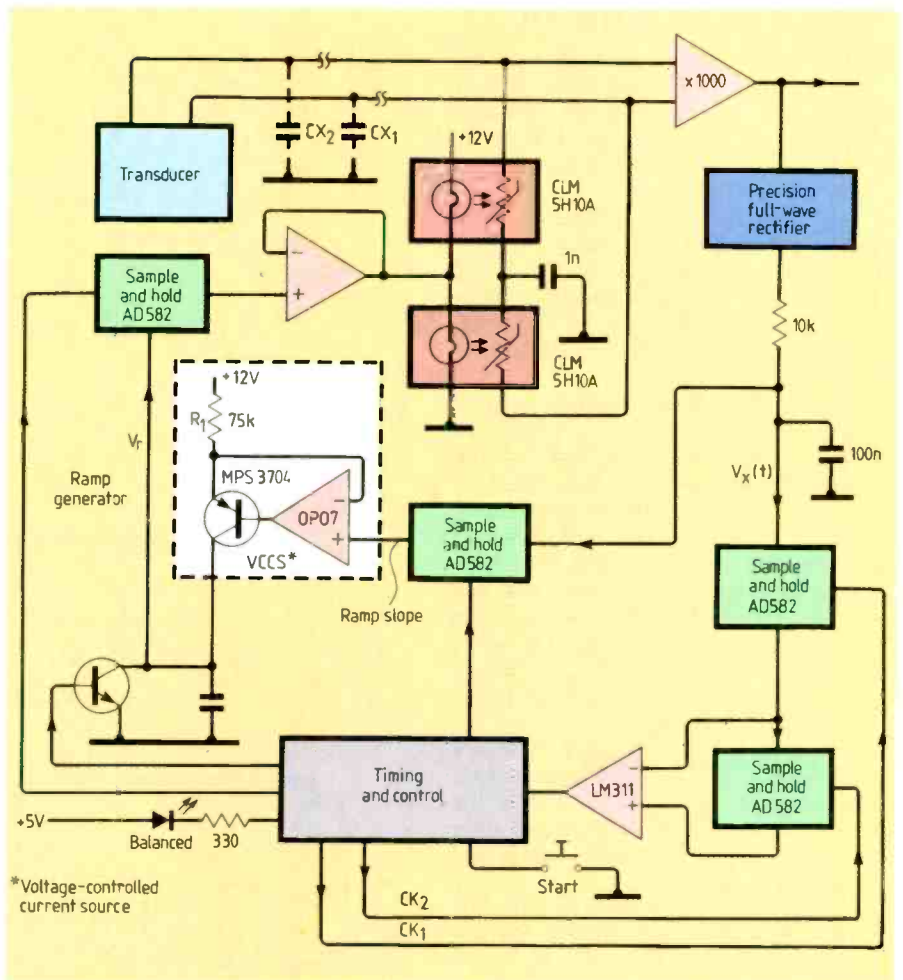 x 1000
CX₂
CX₁
+12V
Transducer
CLM
5H10A
Precision
full-wave
rectifier
1n
Sample
and hold
AD582
−
+
10k
CLM
5H10A
+12V
R₁
75k
Vᵣ
MPS 3704
Ramp
generator
−
OP07
+
VCCS*
100n
Vₓ(t)
Sample
and hold
AD582
Sample
and hold
AD582
Ramp slope
Timing
and control
LM311
−
+
Sample
and hold
AD582
+5V
Balanced
330
Start
*Voltage-controlled
current source
CK₂
CK₁